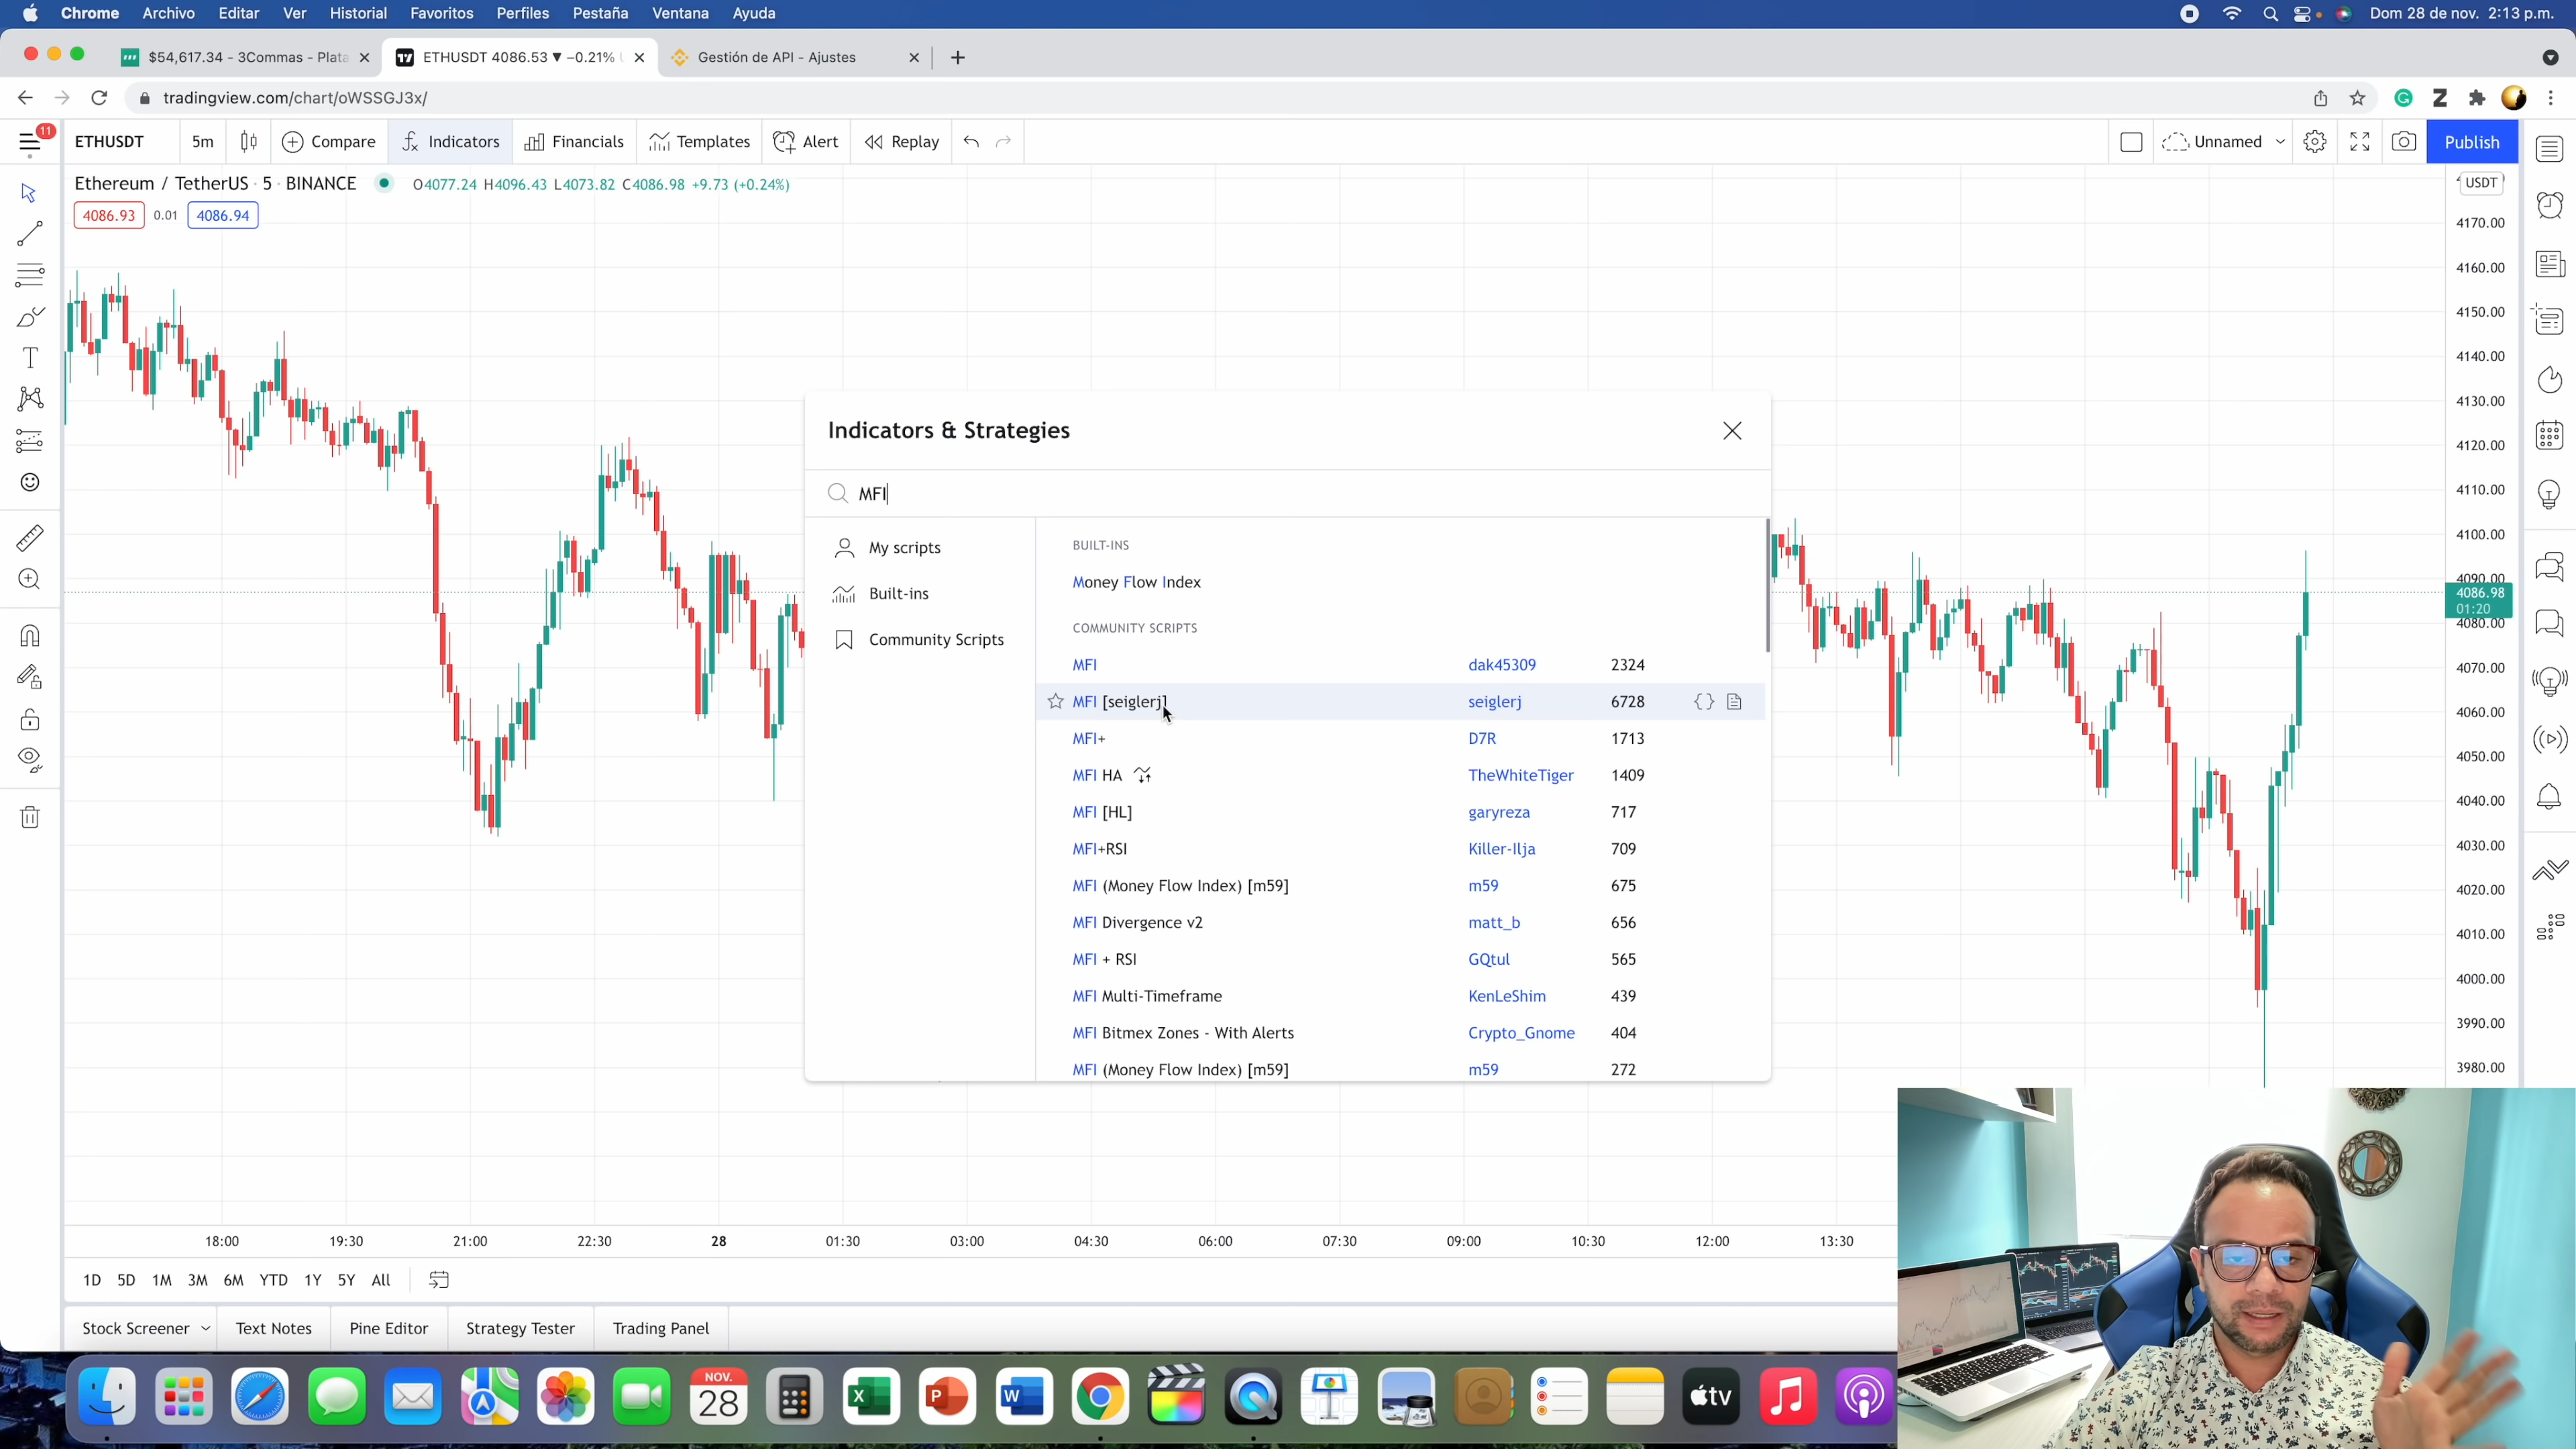 Chrome Archivo Editar Ver Historial Favoritos Perfiles Pestaña Ventana Ayuda Dom 28 de nov. 2:13 p.m.
$54,617.34 - 3Commas - Plata ETHUSDT 4086.53 ▼ −0.21% Gestión de API - Ajustes
tradingview.com/chart/oWSSGJ3x/
11 ETHUSDT 5m Compare Indicators Financials Templates Alert Replay Unnamed Publish
Ethereum / TetherUS · 5 · BINANCE O4077.24 H4096.43 L4073.82 C4086.98 +9.73 (+0.24%)
4086.93 0.01 4086.94
USDT
4170.00
4160.00
4150.00
4140.00
4130.00
4120.00
4110.00
4100.00
4090.00
4086.98
01:20
4080.00
4070.00
4060.00
4050.00
4040.00
4030.00
4020.00
4010.00
4000.00
3990.00
3980.00
Indicators & Strategies
MFI
My scripts
Built-ins
Community Scripts
BUILT-INS
Money Flow Index
COMMUNITY SCRIPTS
MFI dak45309 2324
MFI [seiglerj] seiglerj 6728
MFI+ D7R 1713
MFI HA TheWhiteTiger 1409
MFI [HL] garyreza 717
MFI+RSI Killer-Ilja 709
MFI (Money Flow Index) [m59] m59 675
MFI Divergence v2 matt_b 656
MFI + RSI GQtul 565
MFI Multi-Timeframe KenLeShim 439
MFI Bitmex Zones - With Alerts Crypto_Gnome 404
MFI (Money Flow Index) [m59] m59 272
18:00 19:30 21:00 22:30 28 01:30 03:00 04:30 06:00 07:30 09:00 10:30 12:00 13:30
1D 5D 1M 3M 6M YTD 1Y 5Y All
Stock Screener Text Notes Pine Editor Strategy Tester Trading Panel
NOV.
28
X P W tv